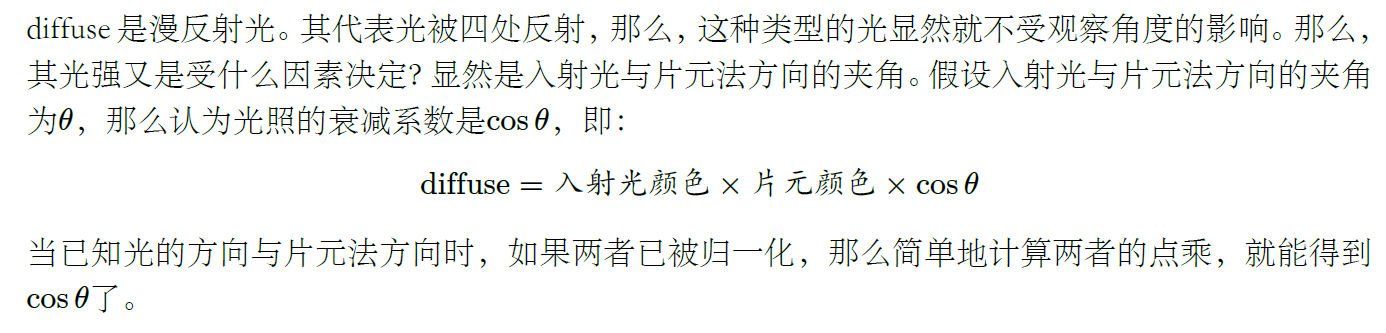 diffuse 是漫反射光。其代表光被四处反射，那么，这种类型的光显然就不受观察角度的影响。那么，
其光强又是受什么因素决定？显然是入射光与片元法方向的夹角。假设入射光与片元法方向的夹角
为θ，那么认为光照的衰减系数是cos θ，即：
diffuse = 入射光颜色 × 片元颜色 × cos θ
当已知光的方向与片元法方向时，如果两者已被归一化，那么简单地计算两者的点乘，就能得到
cos θ了。